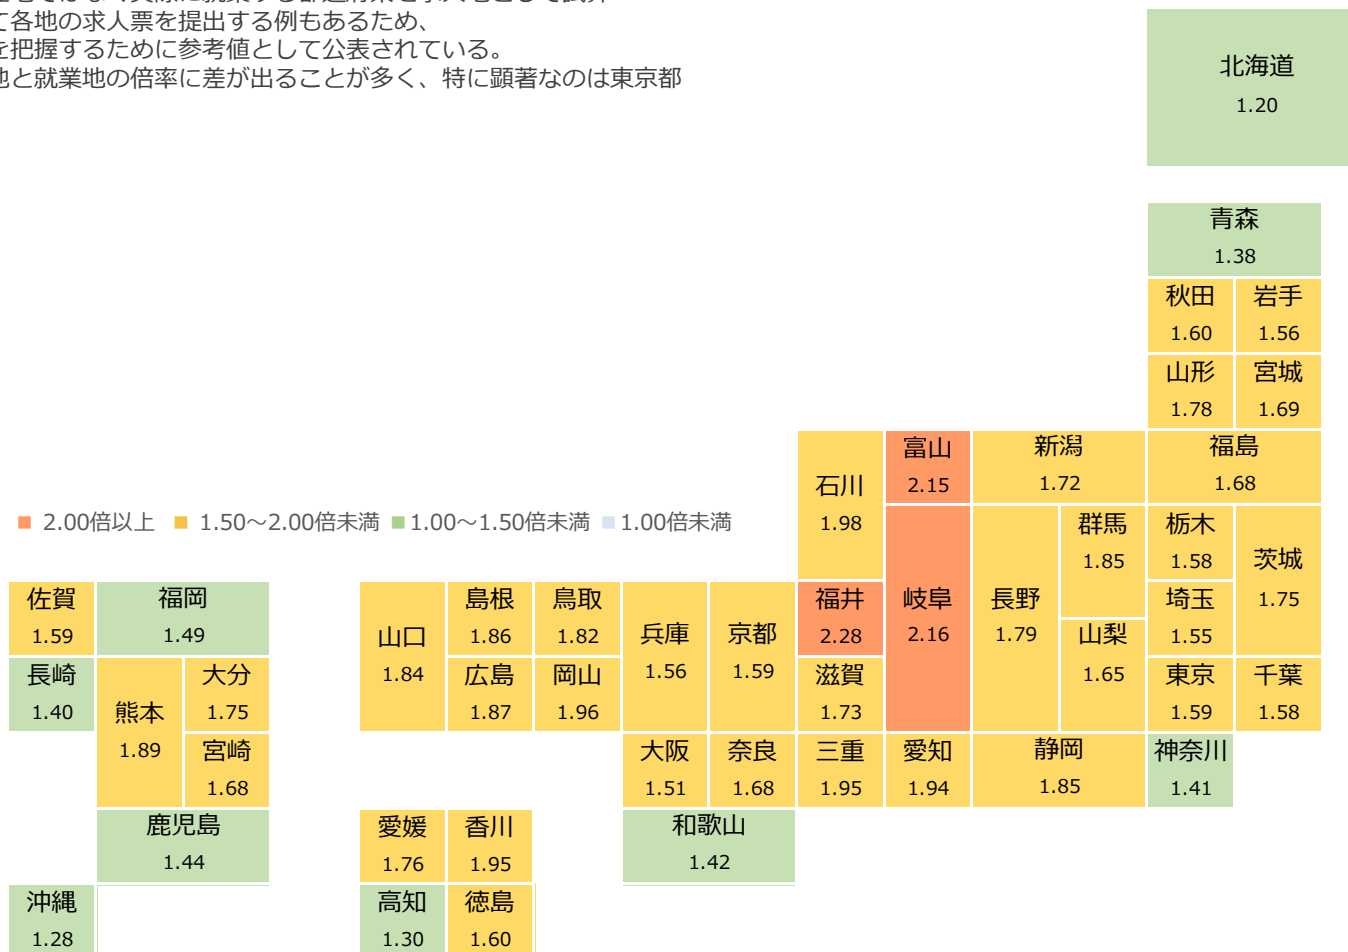 て各地の求人票を提出する例もあるため、
を把握するために参考値として公表されている。
地と就業地の倍率に差が出ることが多く、特に顕著なのは東京都
北海道
1.20
青森
1.38
秋田 岩手
1.60 1.56
山形 宮城
1.78 1.69
富山 新潟 福島
石川 2.15 1.72 1.68
■ 2.00倍以上 ■ 1.50～2.00倍未満 ■ 1.00～1.50倍未満 ■ 1.00倍未満
1.98 群馬 栃木
1.85 1.58 茨城
佐賀 福岡 島根 鳥取 福井 岐阜 長野 埼玉 1.75
1.59 1.49 山口 1.86 1.82 兵庫 京都 2.28 2.16 1.79 山梨 1.55
長崎 大分 1.84 広島 岡山 1.56 1.59 滋賀 1.65 東京 千葉
1.40 熊本 1.75 1.87 1.96 1.73 1.59 1.58
1.89 宮崎 大阪 奈良 三重 愛知 静岡 神奈川
1.68 1.51 1.68 1.95 1.94 1.85 1.41
鹿児島 愛媛 香川 和歌山
1.44 1.76 1.95 1.42
沖縄 高知 徳島
1.28 1.30 1.60